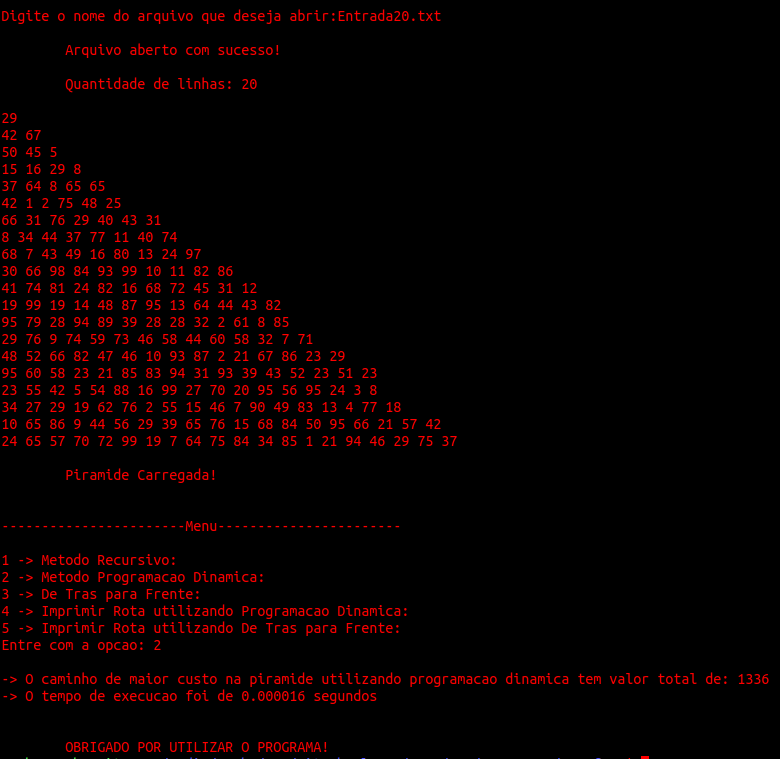 Digite o nome do arquivo que deseja abrir:Entrada20.txt
Arquivo aberto com sucesso!
Quantidade de linhas: 20
29
42 67
50 45 5
15 16 29 8
37 64 8 65 65
42 1 2 75 48 25
66 31 76 29 40 43 31
8 34 44 37 77 11 40 74
68 7 43 49 16 80 13 24 97
30 66 98 84 93 99 10 11 82 86
41 74 81 24 82 16 68 72 45 31 12
19 99 19 14 48 87 95 13 64 44 43 82
95 79 28 94 89 39 28 28 32 2 61 8 85
29 76 9 74 59 73 46 58 44 60 58 32 7 71
48 52 66 82 47 46 10 93 87 2 21 67 86 23 29
95 60 58 23 21 85 83 94 31 93 39 43 52 23 51 23
23 55 42 5 54 88 16 99 27 70 20 95 56 95 24 3 8
34 27 29 19 62 76 2 55 15 46 7 90 49 83 13 4 77 18
10 65 86 9 44 56 29 39 65 76 15 68 84 50 95 66 21 57 42
24 65 57 70 72 99 19 7 64 75 84 34 85 1 21 94 46 29 75 37
Piramide Carregada!
-----------------------Menu-----------------------
1 -> Metodo Recursivo:
2 -> Metodo Programacao Dinamica:
3 -> De Tras para Frente:
4 -> Imprimir Rota utilizando Programacao Dinamica:
5 -> Imprimir Rota utilizando De Tras para Frente:
Entre com a opcao: 2
-> O caminho de maior custo na piramide utilizando programacao dinamica tem valor total de: 1336
-> O tempo de execucao foi de 0.000016 segundos
OBRIGADO POR UTILIZAR O PROGRAMA!